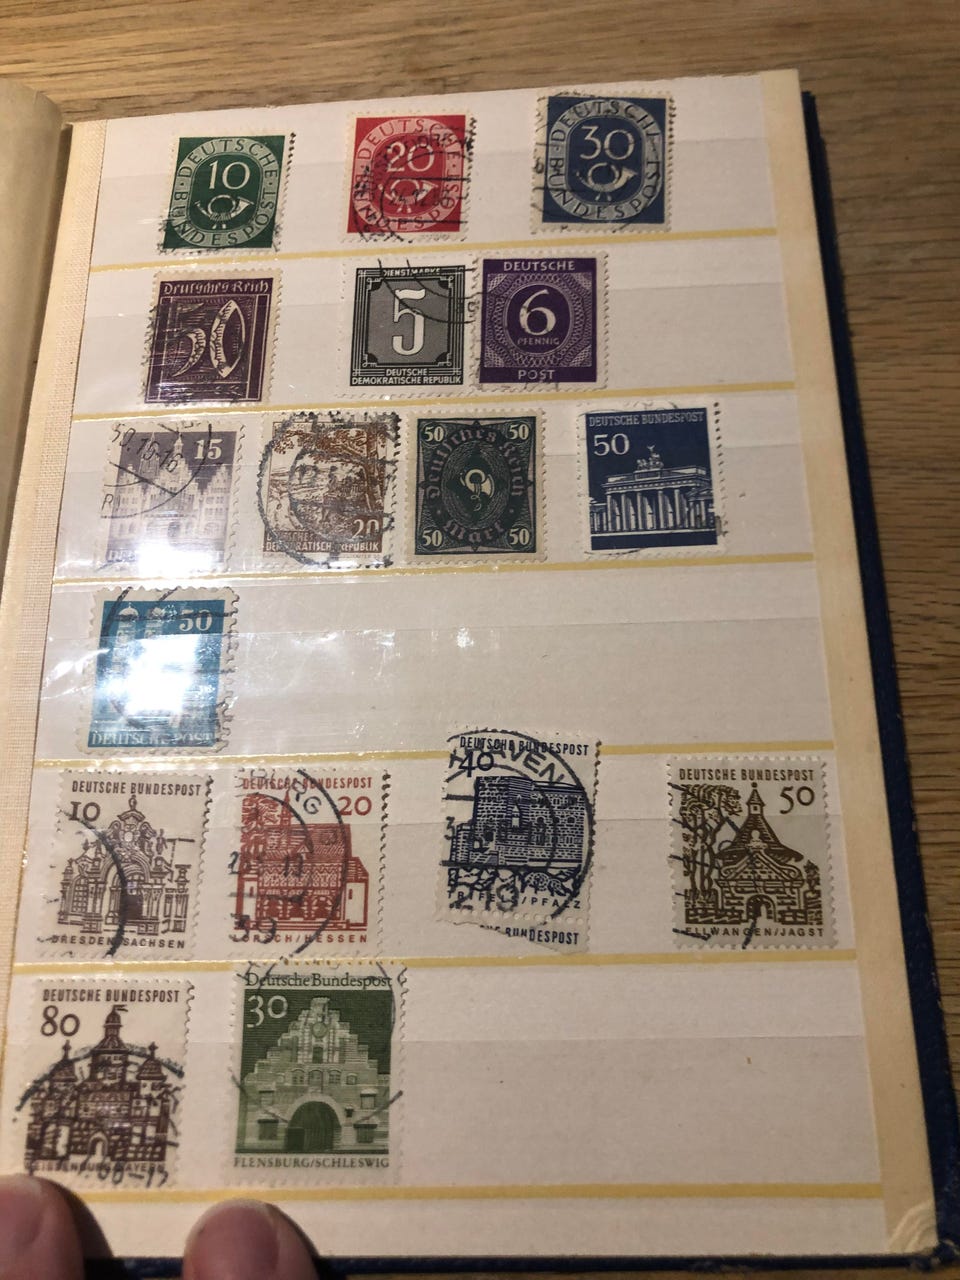 10
DEUTSCHE
BUNDESPOST
20
DEUTSCHE
BUNDESPOST
30
DEUTSCHE
BUNDESPOST
Deutsches Reich
50
DIENSTMARKE
5
DEUTSCHE
DEMOKRATISCHE REPUBLIK
DEUTSCHE
6
PFENNIG
POST
15
20
DEMOKRATISCHE REPUBLIK
50 50
Deutsches Reich
Mark
50 50
DEUTSCHE BUNDESPOST
50
50
DEUTSCHE POST
DEUTSCHE BUNDESPOST
10
DRESDEN/SACHSEN
DEUTSCHE BUNDESPOST
20
LORSCH/HESSEN
DEUTSCHE BUNDESPOST
40
PFALZ
BUNDESPOST
DEUTSCHE BUNDESPOST
50
ELLWANGEN/JAGST
DEUTSCHE BUNDESPOST
80
Deutsche Bundespost
30
FLENSBURG/SCHLESWIG